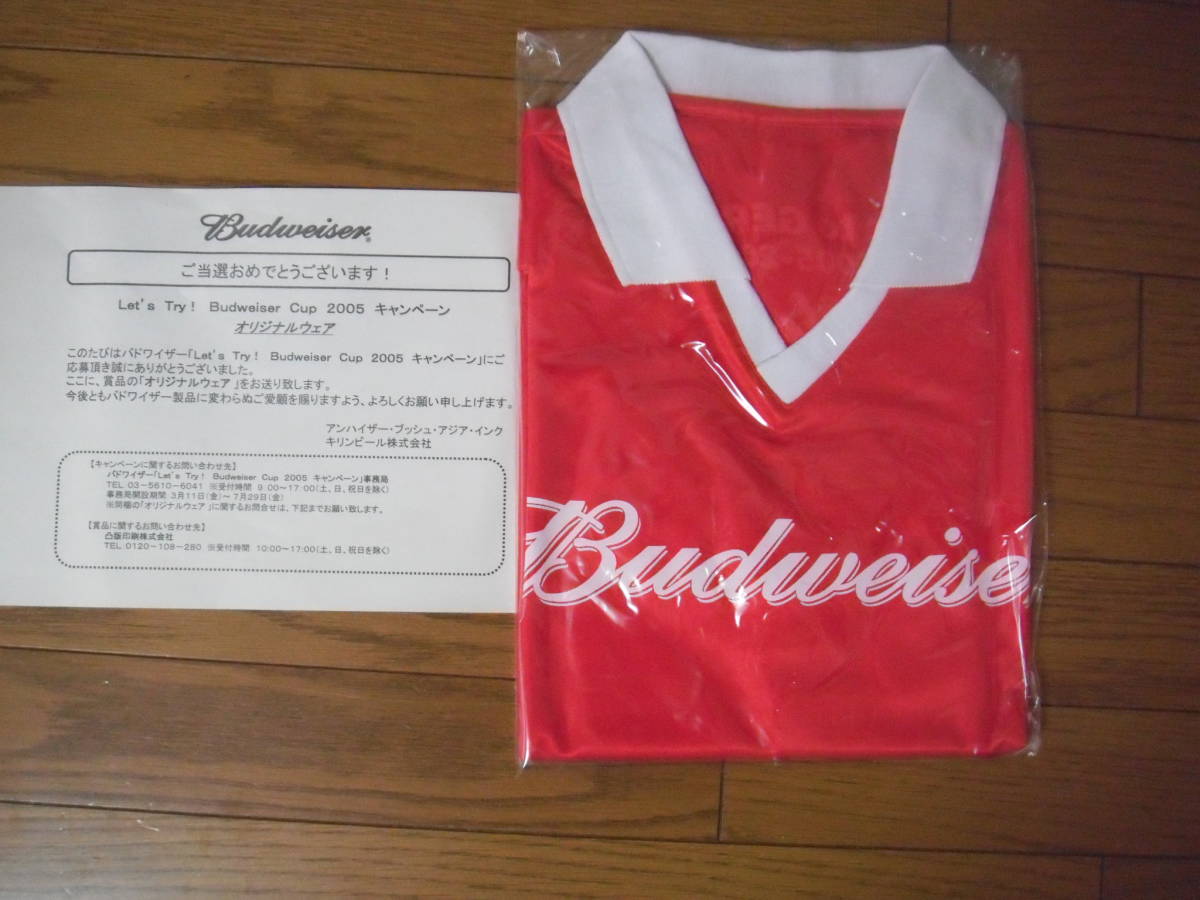 Budweiser®
ご当選おめでとうございます！
Let's Try！ Budweiser Cup 2005 キャンペーン
オリジナルウェア
このたびはバドワイザー「Let's Try！ Budweiser Cup 2005 キャンペーン」にご
応募頂き誠にありがとうございました。
ここに、賞品の「オリジナルウェア」をお送り致します。
今後ともバドワイザー製品に変わらぬご愛顧を賜りますよう、よろしくお願い申し上げます。
アンハイザー・ブッシュ・アジア・インク
キリンビール株式会社
【キャンペーンに関するお問い合わせ先】
バドワイザー「Let's Try！ Budweiser Cup 2005 キャンペーン」事務局
TEL 03－5610－6041 ※受付時間 9:00～17:00（土、日、祝日を除く）
事務局開設期間 3月11日（金）～7月29日（金）
※同梱の「オリジナルウェア」に関するお問合せは、下記までお願い致します。
【賞品に関するお問い合わせ先】
凸版印刷株式会社
TEL：0120－108－280 ※受付時間 10:00～17:00（土、日、祝日を除く）
Budweiser